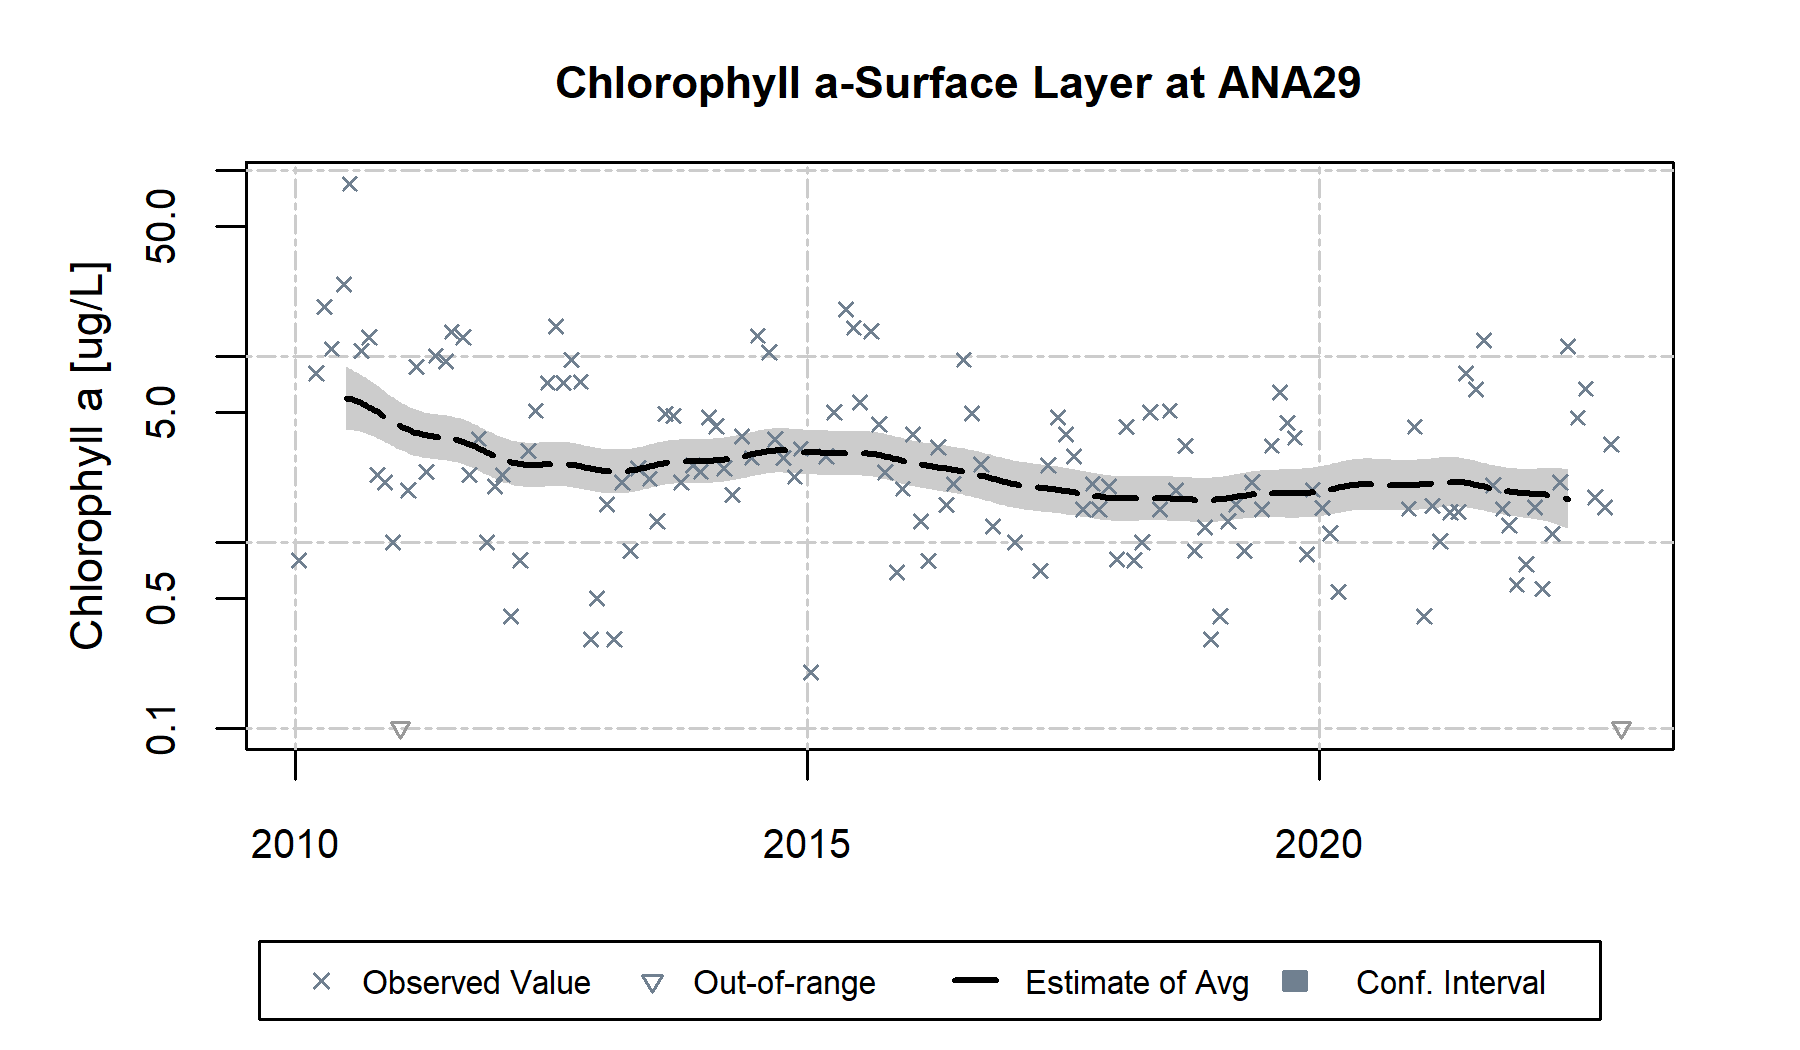 Chlorophyll a-Surface Layer at ANA29
Chlorophyll a [ug/L]
50.0
5.0
0.5
0.1
2010 2015 2020
Observed Value Out-of-range Estimate of Avg Conf. Interval